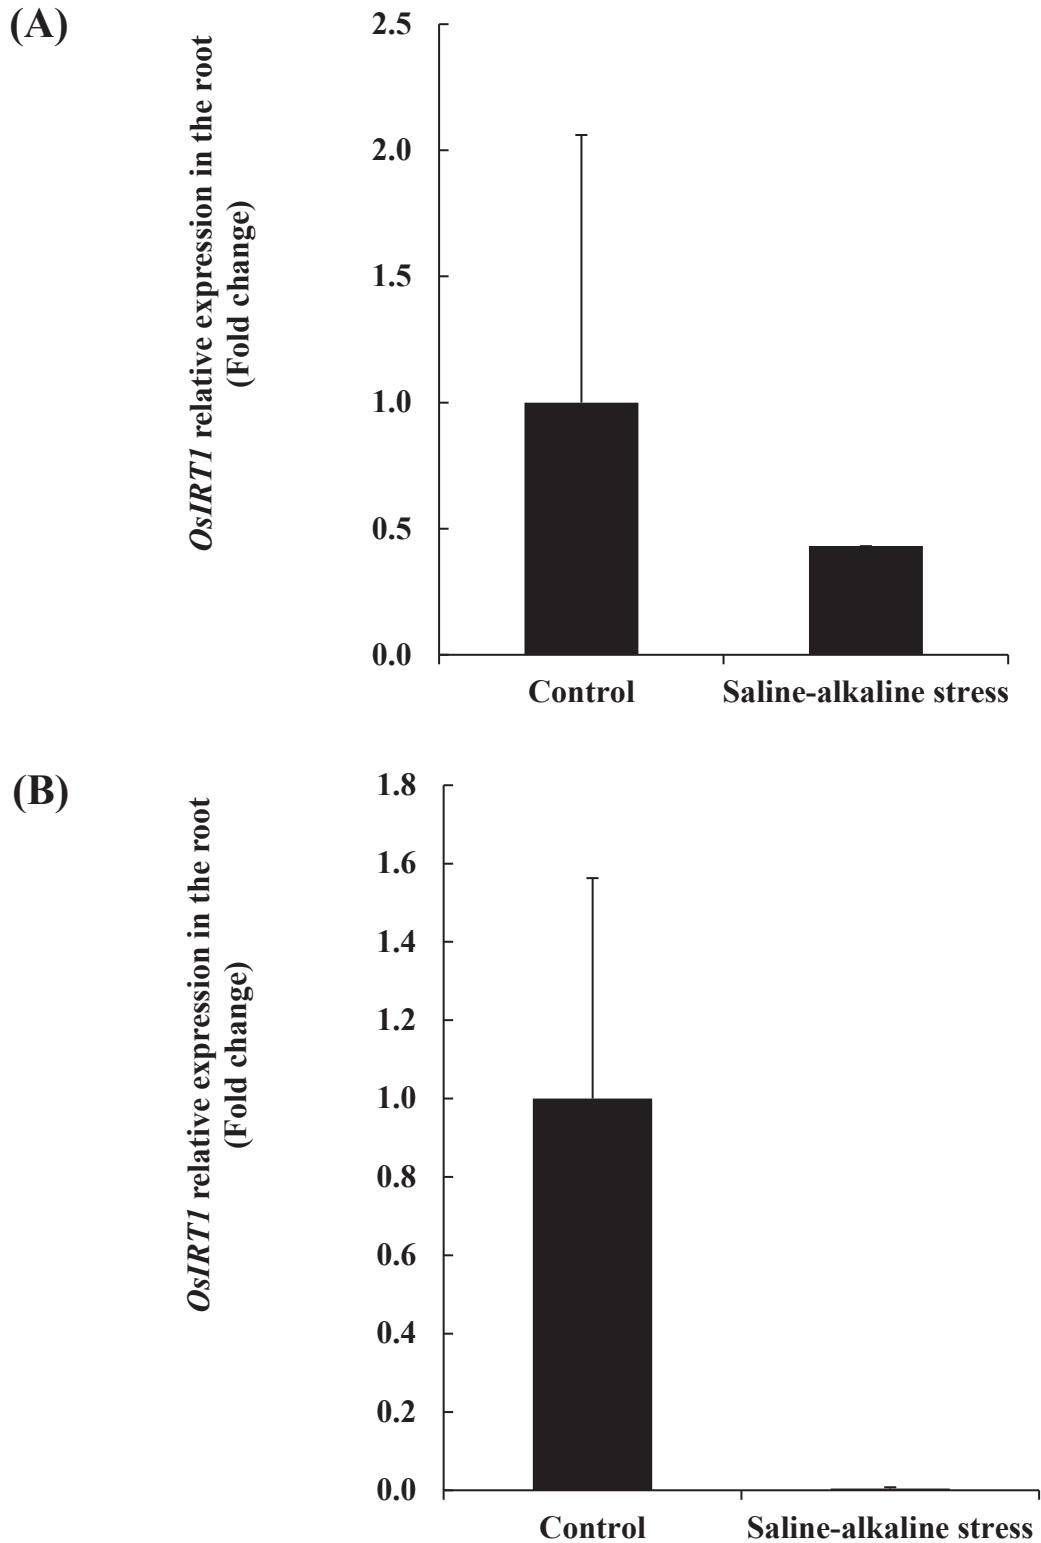 (A)
OsIRT1 relative expression in the root
(Fold change)
2.5
2.0
1.5
1.0
0.5
0.0
Control
Saline-alkaline stress
(B)
OsIRT1 relative expression in the root
(Fold change)
1.8
1.6
1.4
1.2
1.0
0.8
0.6
0.4
0.2
0.0
Control
Saline-alkaline stress